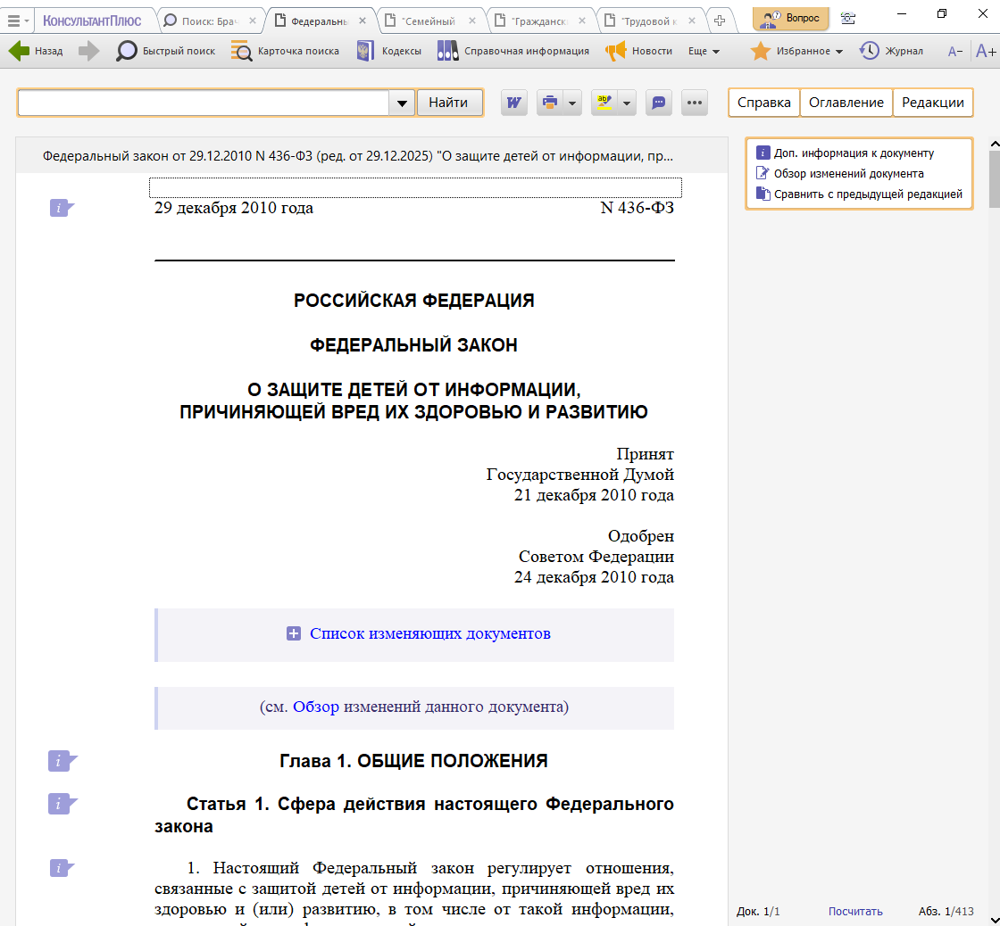 КонсультантПлюс
Поиск: Брач
Федеральнь
"Семейный
"Гражданск
"Трудовой к
Вопрос
Назад
Быстрый поиск
Карточка поиска
Кодексы
Справочная информация
Новости
Еще
Избранное
Журнал
A−
A+
Найти
W
ab
Справка
Оглавление
Редакции
Федеральный закон от 29.12.2010 N 436-ФЗ (ред. от 29.12.2025) "О защите детей от информации, пр...
i Доп. информация к документу
Обзор изменений документа
Сравнить с предыдущей редакцией
i
29 декабря 2010 года N 436-ФЗ
РОССИЙСКАЯ ФЕДЕРАЦИЯ
ФЕДЕРАЛЬНЫЙ ЗАКОН
О ЗАЩИТЕ ДЕТЕЙ ОТ ИНФОРМАЦИИ,
ПРИЧИНЯЮЩЕЙ ВРЕД ИХ ЗДОРОВЬЮ И РАЗВИТИЮ
Принят
Государственной Думой
21 декабря 2010 года
Одобрен
Советом Федерации
24 декабря 2010 года
Список изменяющих документов
(см. Обзор изменений данного документа)
i
Глава 1. ОБЩИЕ ПОЛОЖЕНИЯ
i
Статья 1. Сфера действия настоящего Федерального
закона
i
1. Настоящий Федеральный закон регулирует отношения,
связанные с защитой детей от информации, причиняющей вред их
здоровью и (или) развитию, в том числе от такой информации,
Док. 1/1
Посчитать
Абз. 1/413